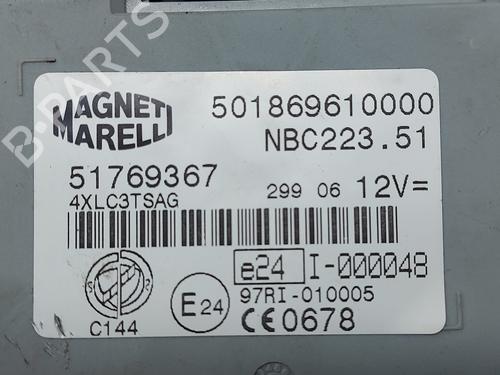 MAGNETI MARELLI
501869610000
NBC223.51
51769367
299 06 12V=
4XLC3TSAG
e24 I-000048
E24
97RI-010005
C144
CE0678
B-PARTS